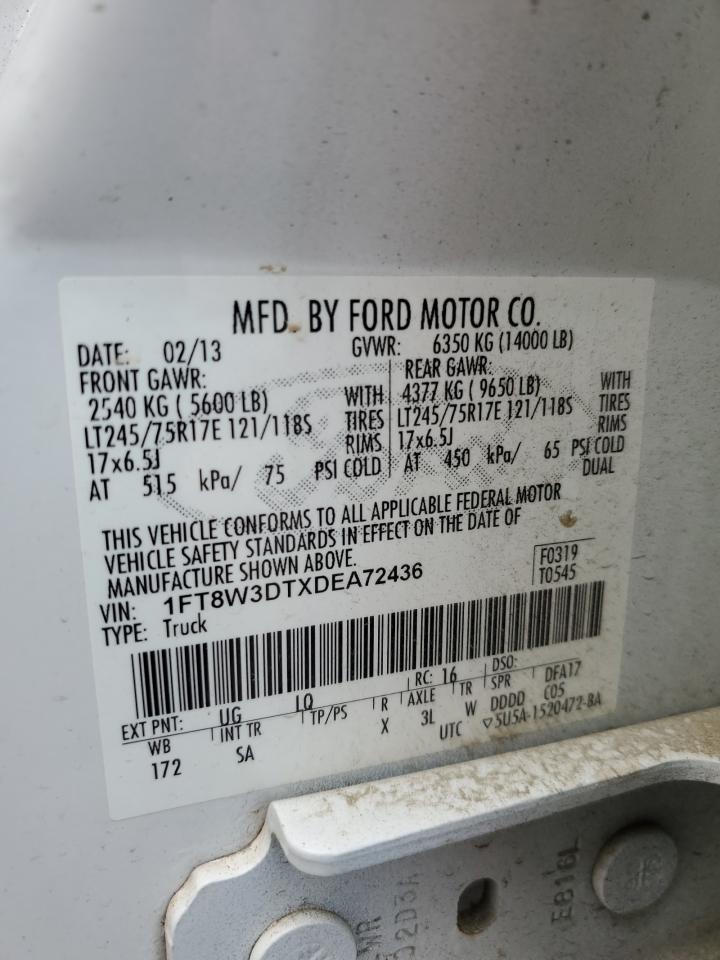 MFD. BY FORD MOTOR CO.
DATE: 02/13 GVWR: 6350 KG (14000 LB)
FRONT GAWR: REAR GAWR:
2540 KG ( 5600 LB) WITH 4377 KG ( 9650 LB) WITH
LT245/75R17E 121/118S TIRES LT245/75R17E 121/118S TIRES
17x6.5J RIMS 17x6.5J RIMS
AT 515 kPa/ 75 PSI COLD AT 450 kPa/ 65 PSI COLD
DUAL
THIS VEHICLE CONFORMS TO ALL APPLICABLE FEDERAL MOTOR
VEHICLE SAFETY STANDARDS IN EFFECT ON THE DATE OF
MANUFACTURE SHOWN ABOVE.
F0319
VIN: 1FT8W3DTXDEA72436 T0545
TYPE: Truck
EXT PNT: UG LQ RC: 16 DSO:
WB INT TR TP/PS R AXLE TR SPR DFA17
172 SA X 3L W DDDD C05
UTC ▽5U5A-1520472-BA